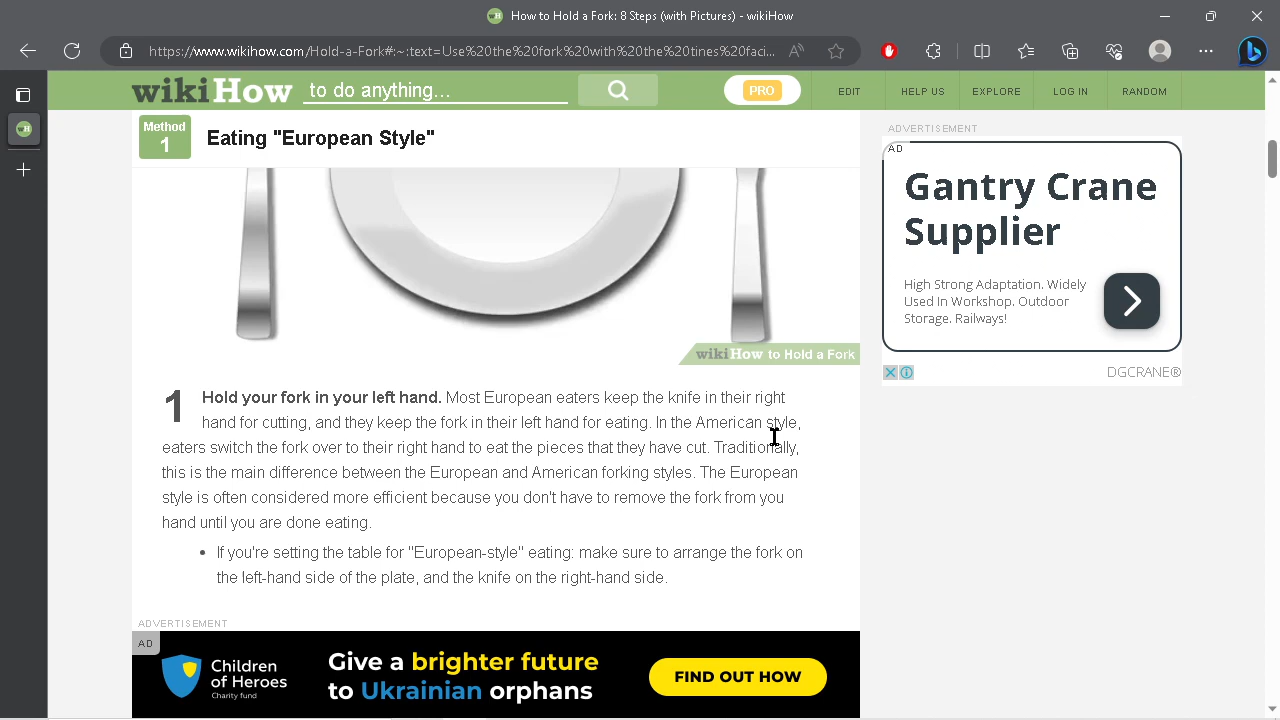 How to Hold a Fork: 8 Steps (with Pictures) - wikiHow
https://www.wikihow.com/Hold-a-Fork#:~:text=Use%20the%20fork%20with%20the%20tines%20faci...
wikiHow to do anything...
PRO
EDIT
HELP US
EXPLORE
LOG IN
RANDOM
Method
1
Eating "European Style"
wikiHow to Hold a Fork
1 Hold your fork in your left hand. Most European eaters keep the knife in their right
hand for cutting, and they keep the fork in their left hand for eating. In the American style,
eaters switch the fork over to their right hand to eat the pieces that they have cut. Traditionally,
this is the main difference between the European and American forking styles. The European
style is often considered more efficient because you don't have to remove the fork from you
hand until you are done eating.
• If you're setting the table for "European-style" eating: make sure to arrange the fork on
the left-hand side of the plate, and the knife on the right-hand side.
ADVERTISEMENT
AD
Children
of Heroes
Charity fund
Give a brighter future
to Ukrainian orphans
FIND OUT HOW
ADVERTISEMENT
AD
Gantry Crane
Supplier
High Strong Adaptation. Widely
Used In Workshop. Outdoor
Storage. Railways!
DGCRANE®